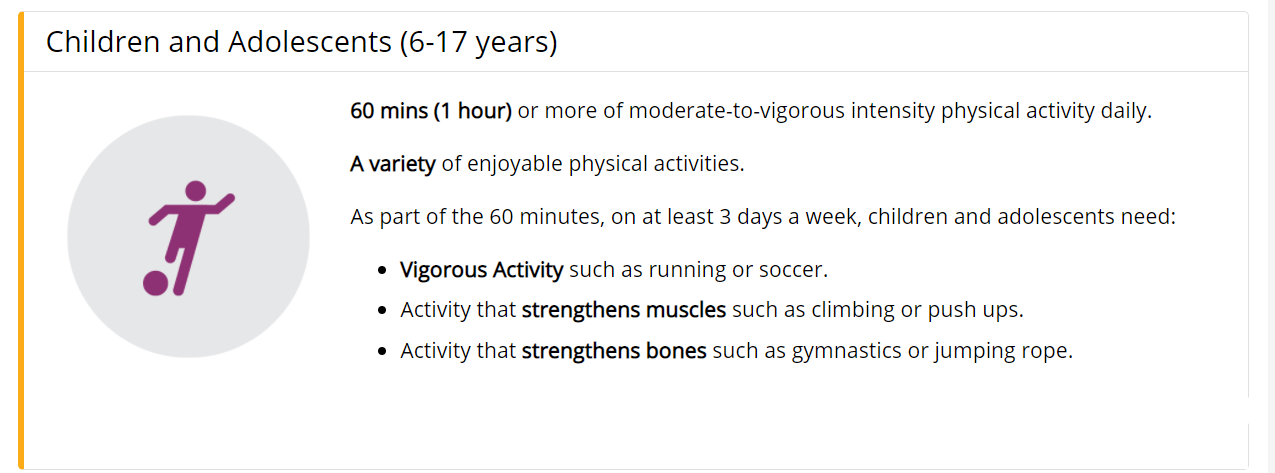 Children and Adolescents (6-17 years)
60 mins (1 hour) or more of moderate-to-vigorous intensity physical activity daily.
A variety of enjoyable physical activities.
As part of the 60 minutes, on at least 3 days a week, children and adolescents need:
• Vigorous Activity such as running or soccer.
• Activity that strengthens muscles such as climbing or push ups.
• Activity that strengthens bones such as gymnastics or jumping rope.